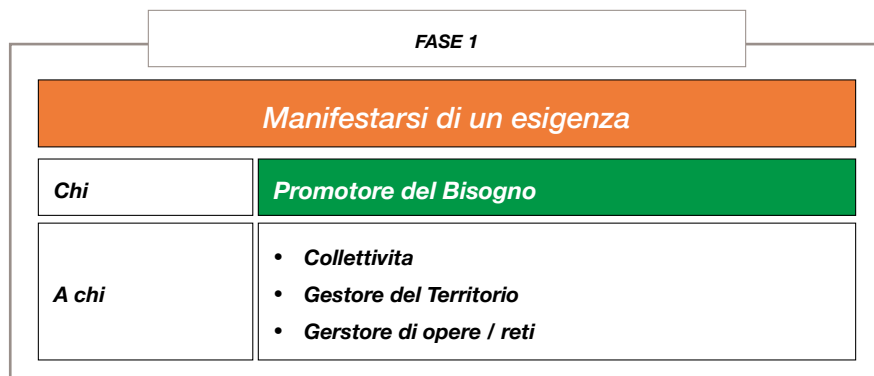 FASE 1
Manifestarsi di un esigenza
Chi
Promotore del Bisogno
A chi
• Collettivita
• Gestore del Territorio
• Gerstore di opere / reti